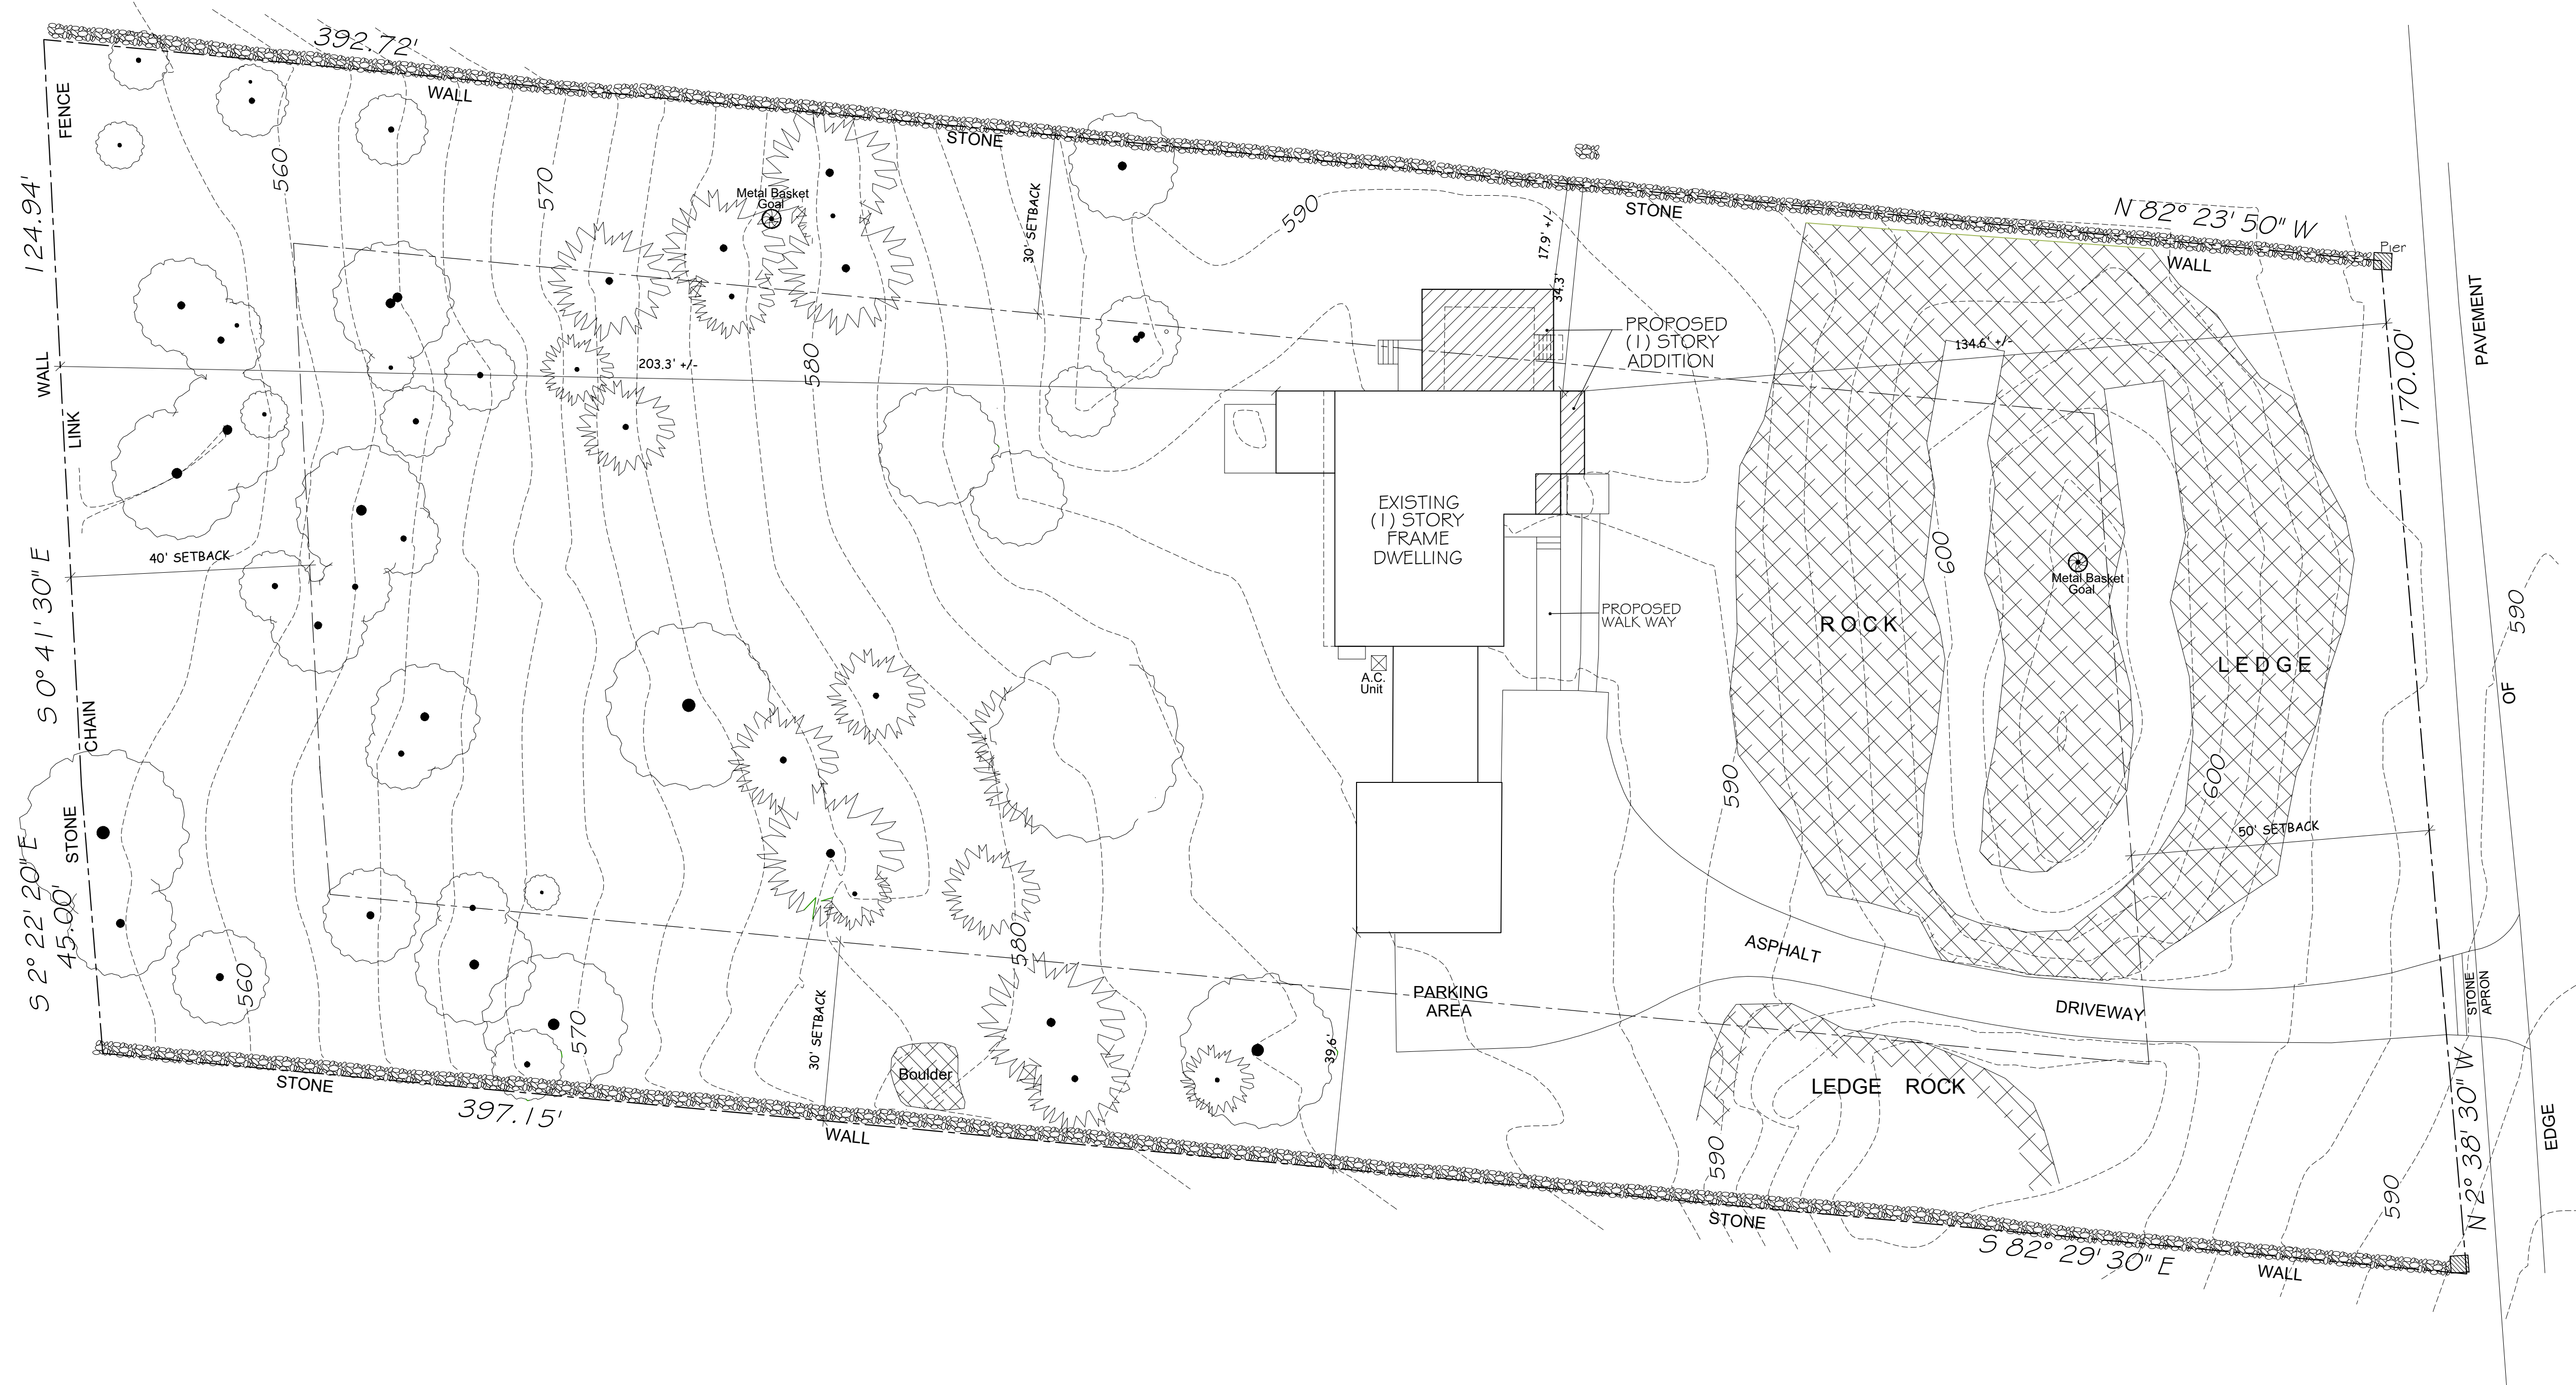 392.72'
WALL
FENCE
STONE
N 82° 23' 50" W
Pier
WALL
STONE
124.94'
560
570
590
Metal Basket
Goal
30' SETBACK
17.9' +/-
34.3'
PROPOSED
(1) STORY
ADDITION
134.6' +/-
PAVEMENT
170.00'
WALL
LINK
203.3' +/-
580
EXISTING
(1) STORY
FRAME
DWELLING
600
Metal Basket
Goal
40' SETBACK
S 0° 41' 30" E
PROPOSED
WALK WAY
ROCK
LEDGE
590
OF
A.C.
Unit
CHAIN
590
600
50' SETBACK
STONE
S 2° 22' 20" E
45.00'
560
580
570
30' SETBACK
39.6'
PARKING
AREA
ASPHALT
DRIVEWAY
STONE
APRON
Boulder
LEDGE ROCK
EDGE
STONE
397.15'
WALL
590
590
N 2° 38' 30" W
STONE
S 82° 29' 30" E
WALL